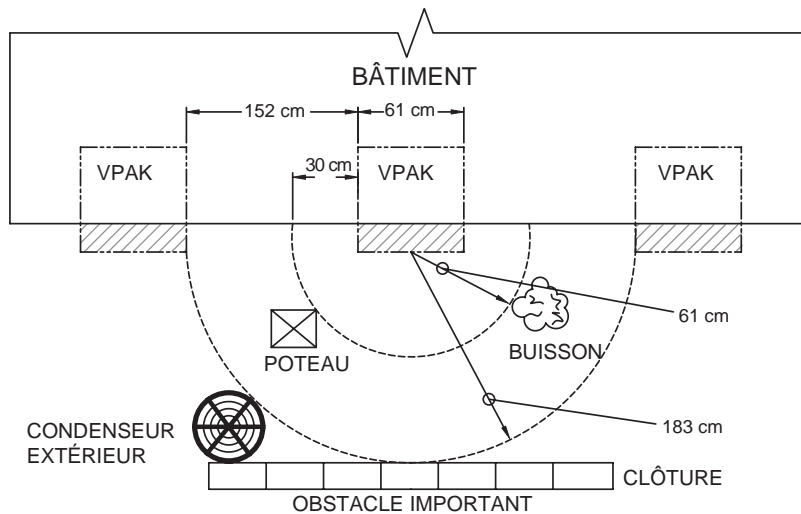 BÂTIMENT
152 cm
61 cm
VPAK
30 cm
VPAK
VPAK
61 cm
BUISSON
POTEAU
183 cm
CONDENSEUR
EXTÉRIEUR
CLÔTURE
OBSTACLE IMPORTANT